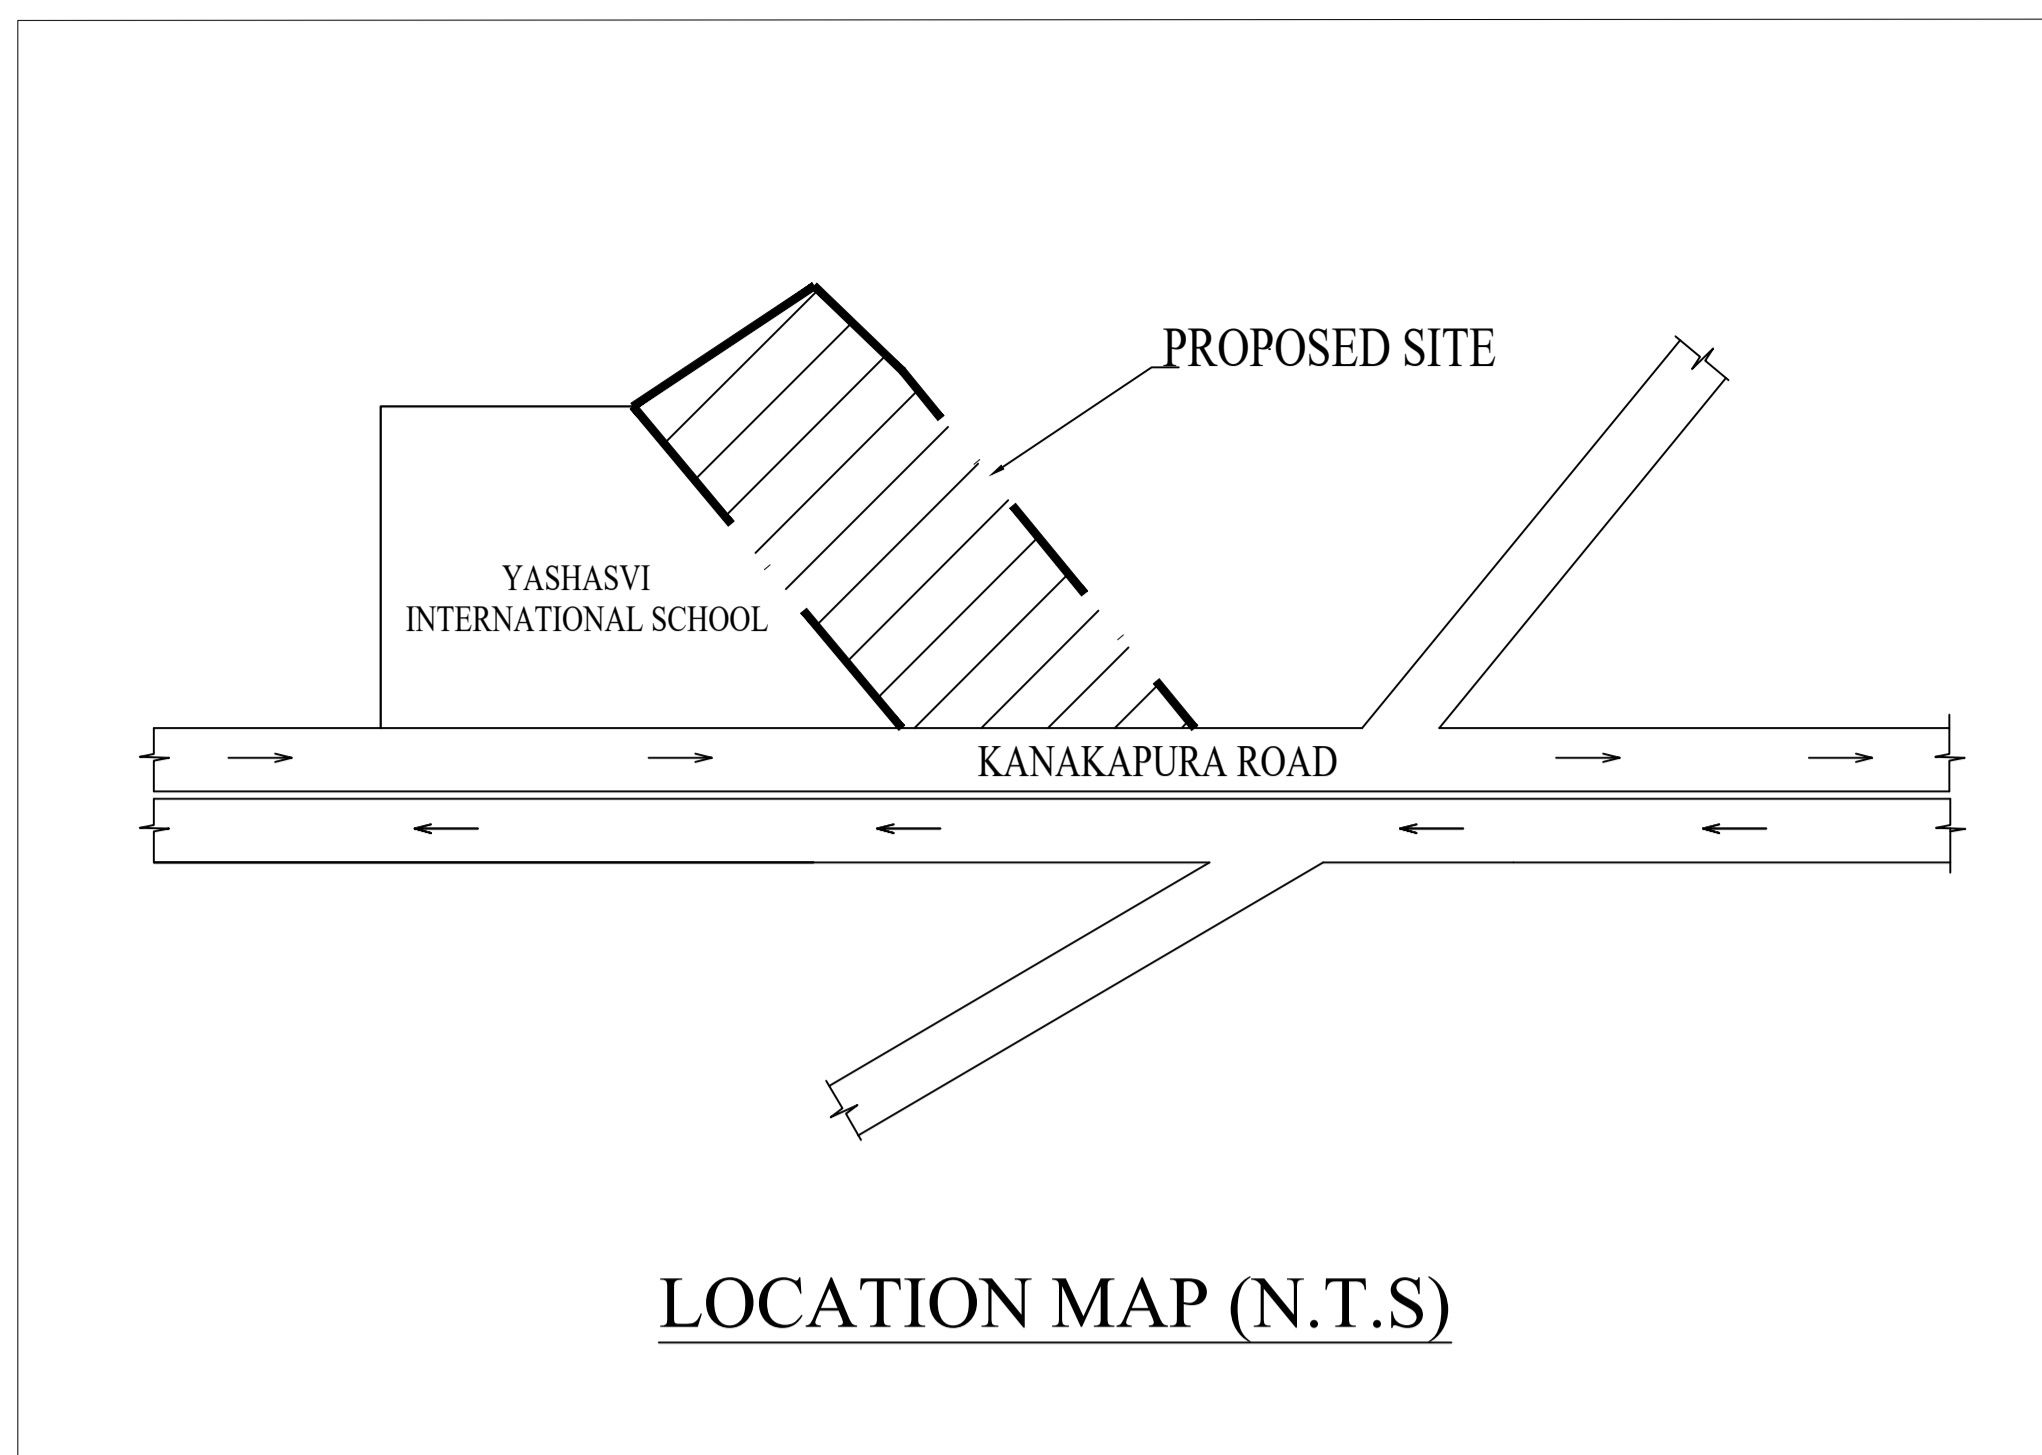 PROPOSED SITE
YASHASVI
INTERNATIONAL SCHOOL
KANAKAPURA ROAD
LOCATION MAP (N.T.S)